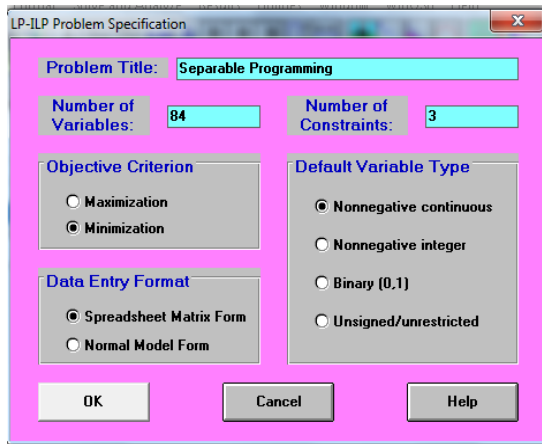 LP-ILP Problem Specification
Problem Title: Separable Programming
Number of Variables: 84
Number of Constraints: 3
Objective Criterion
Maximization
Minimization
Default Variable Type
Nonnegative continuous
Nonnegative integer
Binary (0,1)
Unsigned/unrestricted
Data Entry Format
Spreadsheet Matrix Form
Normal Model Form
OK Cancel Help